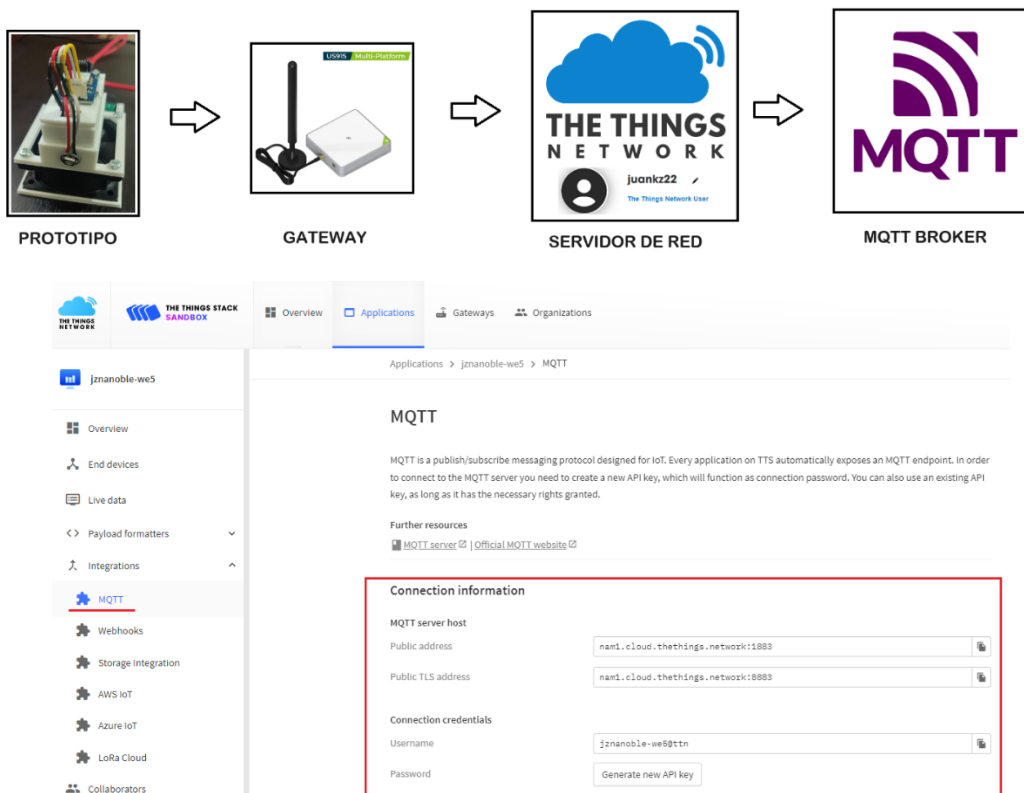 US915 Multi-Platform
THE THINGS
NETWORK
juankz22
The Things Network User
MQTT
PROTOTIPO
GATEWAY
SERVIDOR DE RED
MQTT BROKER
THE THINGS
NETWORK
THE THINGS STACK
SANDBOX
Overview
Applications
Gateways
Organizations
jznanoble-we5
Applications > jznanoble-we5 > MQTT
Overview
End devices
Live data
Payload formatters
Integrations
MQTT
Webhooks
Storage Integration
AWS IoT
Azure IoT
LoRa Cloud
Collaborators
MQTT
MQTT is a publish/subscribe messaging protocol designed for IoT. Every application on TTS automatically exposes an MQTT endpoint. In order
to connect to the MQTT server you need to create a new API key, which will function as connection password. You can also use an existing API
key, as long as it has the necessary rights granted.
Further resources
MQTT server | Official MQTT website
Connection information
MQTT server host
Public address
nam1.cloud.thethings.network:1883
Public TLS address
nam1.cloud.thethings.network:8883
Connection credentials
Username
jznanoble-we5@ttn
Password
Generate new API key